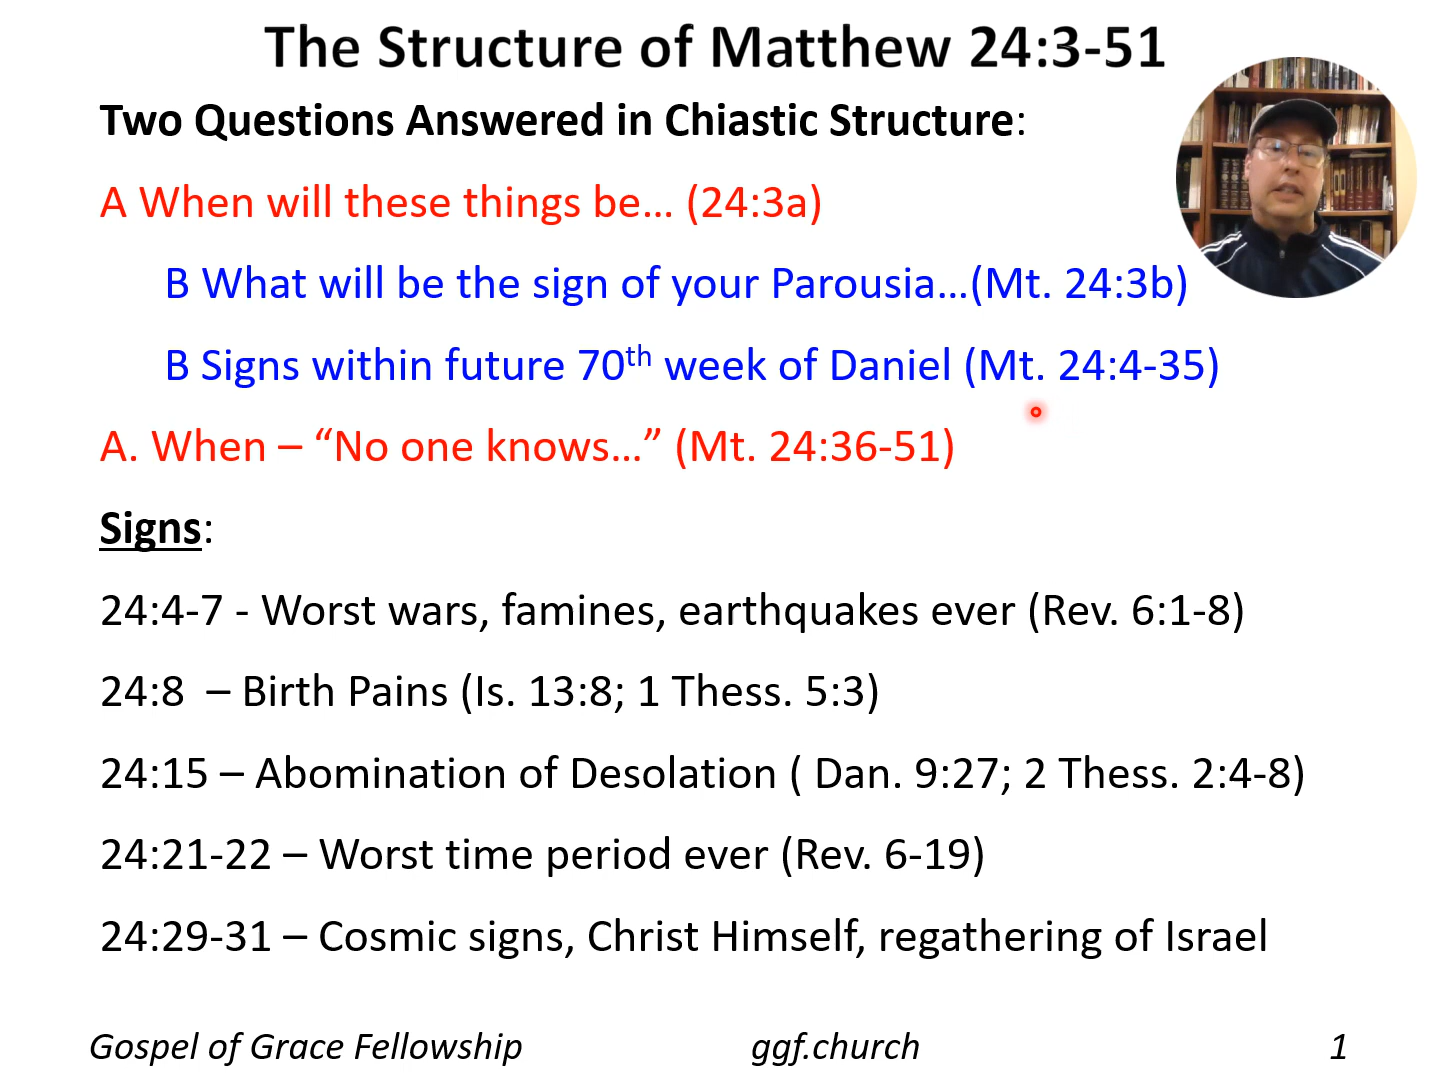 The Structure of Matthew 24:3-51
Two Questions Answered in Chiastic Structure:
A When will these things be... (24:3a)
B What will be the sign of your Parousia...(Mt. 24:3b)
B Signs within future 70th week of Daniel (Mt. 24:4-35)
A. When – “No one knows...” (Mt. 24:36-51)
Signs:
24:4-7 - Worst wars, famines, earthquakes ever (Rev. 6:1-8)
24:8 – Birth Pains (Is. 13:8; 1 Thess. 5:3)
24:15 – Abomination of Desolation ( Dan. 9:27; 2 Thess. 2:4-8)
24:21-22 – Worst time period ever (Rev. 6-19)
24:29-31 – Cosmic signs, Christ Himself, regathering of Israel
Gospel of Grace Fellowship ggf.church 1